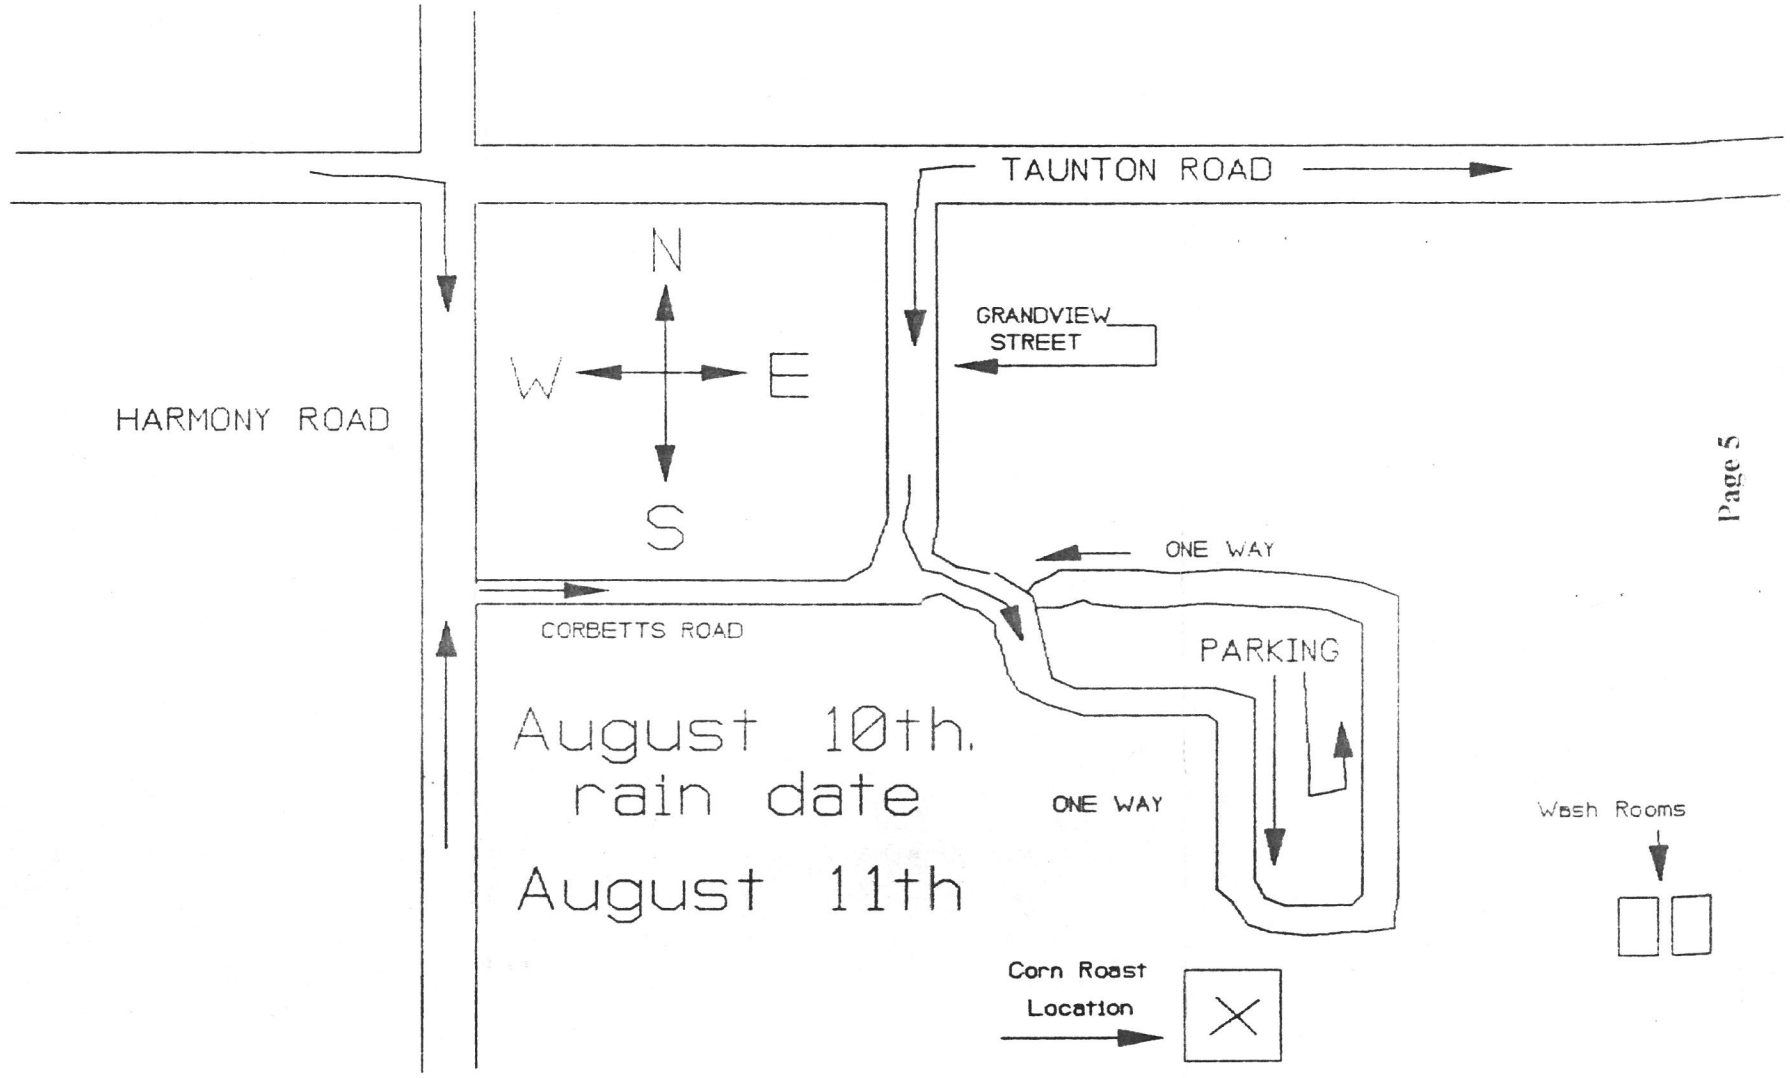 TAUNTON ROAD
N
W
E
S
GRANDVIEW
STREET
HARMONY ROAD
Page 5
ONE WAY
CORBETTS ROAD
PARKING
August 10th.
rain date
August 11th
ONE WAY
Wash Rooms
Corn Roast
Location
X